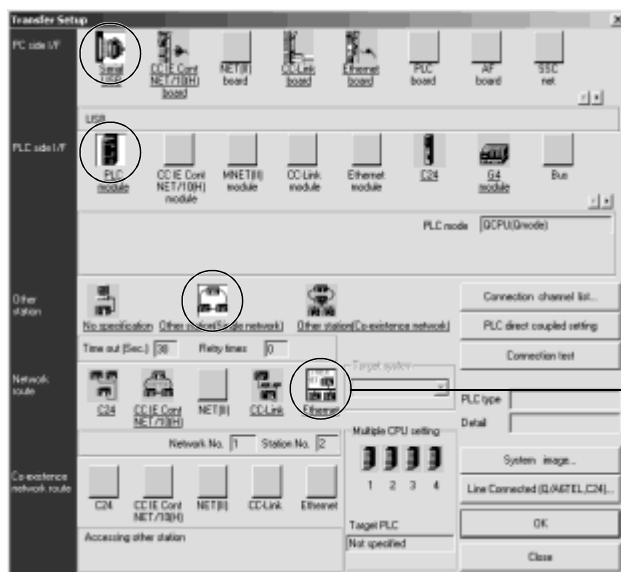 Transfer Setup
PC side I/F
Serial USB
CC IE Cont NET/10(H) board
NET(II) board
CC-Link board
Ethernet board
PLC board
AF board
SSC net
USB
PLC side I/F
PLC module
CC IE Cont NET/10(H) module
MNET(II) module
CC-Link module
Ethernet module
C24
G4 module
Bus
PLC mode QCPU(Qmode)
Other station
No specification
Other station(Single network)
Other station(Co-existence network)
Time out (Sec.) 30 Retry times 0
Connection channel list...
PLC direct coupled setting
Connection test
Network route
C24
CC IE Cont NET/10(H)
NET(II)
CC-Link
Ethernet
Target system
PLC type
Detail
Network No. 1 Station No. 2
Multiple CPU setting
1 2 3 4
System image...
Line Connected (Q/A6TEL,C24)...
Co-existence network route
C24
CC IE Cont NET/10(H)
NET(II)
CC-Link
Ethernet
Accessing other station
Target PLC
Not specified
OK
Close